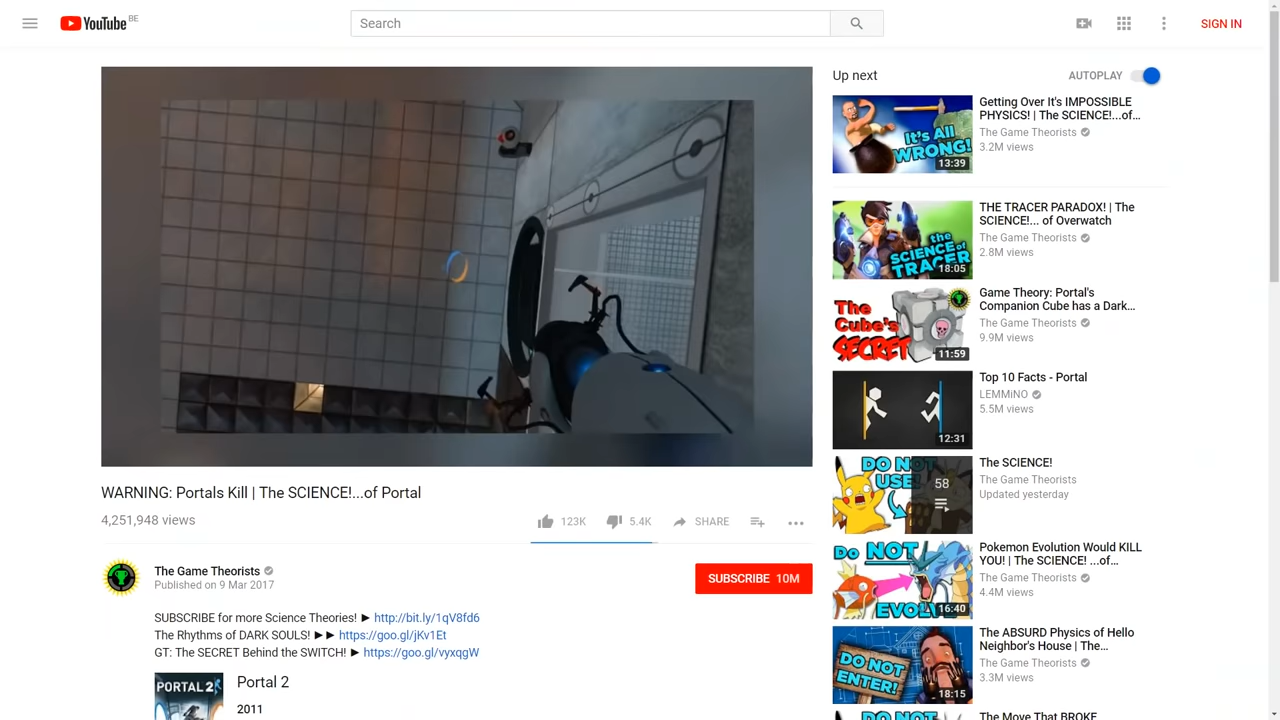 YouTube BE
Search
SIGN IN
WARNING: Portals Kill | The SCIENCE!...of Portal
4,251,948 views
123K
5.4K
SHARE
The Game Theorists
Published on 9 Mar 2017
SUBSCRIBE 10M
SUBSCRIBE for more Science Theories! ► http://bit.ly/1qV8fd6
The Rhythms of DARK SOULS! ►► https://goo.gl/jKv1Et
GT: The SECRET Behind the SWITCH! ► https://goo.gl/vyxqgW
PORTAL 2
Portal 2
2011
Up next
AUTOPLAY
It's All
WRONG!
13:39
Getting Over It's IMPOSSIBLE
PHYSICS! | The SCIENCE!...of…
The Game Theorists
3.2M views
the
SCIENCE of
TRACER
18:05
THE TRACER PARADOX! | The
SCIENCE!... of Overwatch
The Game Theorists
2.8M views
The
Cube's
SECRET
11:59
Game Theory: Portal's
Companion Cube has a Dark…
The Game Theorists
9.9M views
12:31
Top 10 Facts - Portal
LEMMiNO
5.5M views
DO NOT
USE!
58
The SCIENCE!
The Game Theorists
Updated yesterday
Do NOT
EVOL
16:40
Pokemon Evolution Would KILL
YOU! | The SCIENCE! ...of…
The Game Theorists
4.4M views
DO NOT
ENTER!
18:15
The ABSURD Physics of Hello
Neighbor's House | The…
The Game Theorists
3.3M views
DO NOT
The Move That BROKE